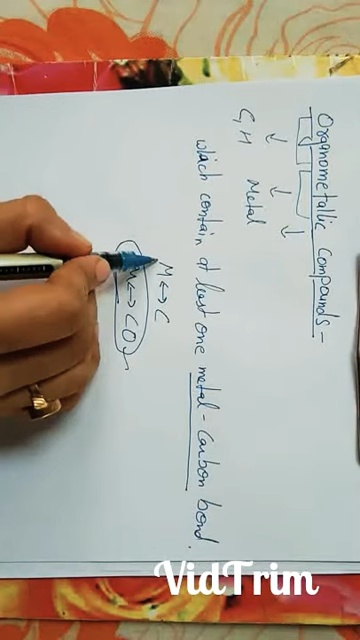 Organometallic Compounds -
↓ ↓ ↓
C, H Metal
which contain at least one metal - Carbon bond.
M ↔ C
↔ CO
VidTrim